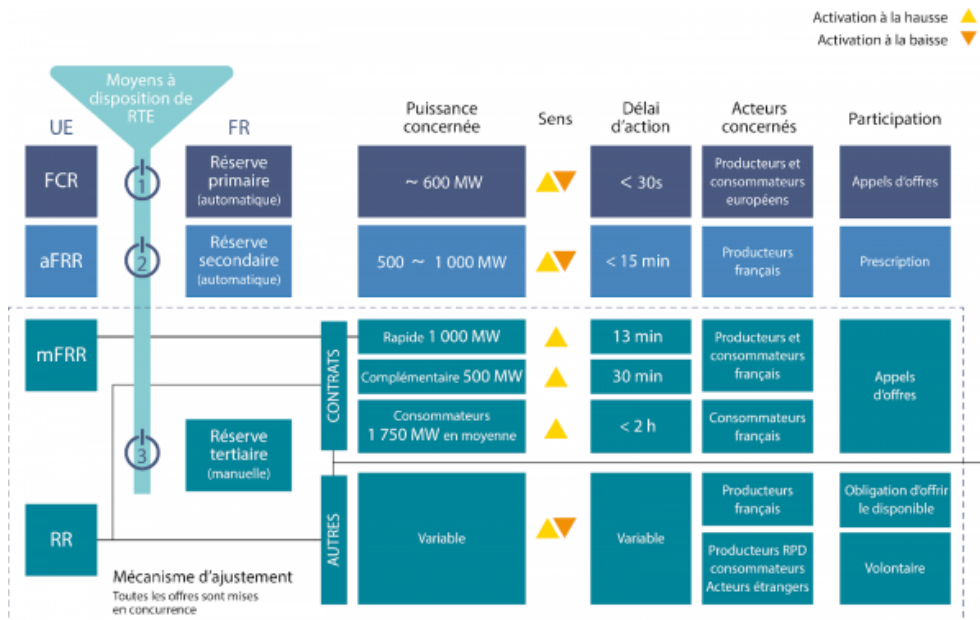 Activation à la hausse
Activation à la baisse
Moyens à
disposition de
RTE
UE
FR
Puissance
concernée
Sens
Délai
d'action
Acteurs
concernés
Participation
FCR
1
Réserve
primaire
(automatique)
~ 600 MW
< 30s
Producteurs et
consommateurs
européens
Appels d'offres
aFRR
2
Réserve
secondaire
(automatique)
500 ~ 1 000 MW
< 15 min
Producteurs
français
Prescription
mFRR
CONTRATS
Rapide 1 000 MW
13 min
Producteurs et
consommateurs
français
Complémentaire 500 MW
30 min
Appels
d'offres
3
Réserve
tertiaire
(manuelle)
Consommateurs
1 750 MW en moyenne
< 2 h
Consommateurs
français
RR
AUTRES
Variable
Variable
Producteurs
français
Obligation d'offrir
le disponible
Producteurs RPD
consommateurs
Acteurs étrangers
Volontaire
Mécanisme d'ajustement
Toutes les offres sont mises
en concurrence